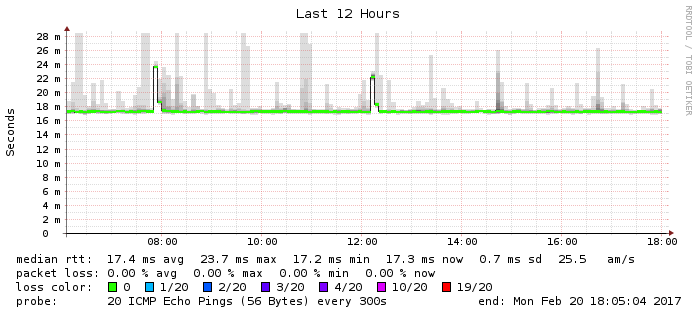 Last 12 Hours
RRDTOOL / TOBI OETIKER
Seconds
28 m
26 m
24 m
22 m
20 m
18 m
16 m
14 m
12 m
10 m
8 m
6 m
4 m
2 m
0
08:00 10:00 12:00 14:00 16:00 18:00
median rtt: 17.4 ms avg 23.7 ms max 17.2 ms min 17.3 ms now 0.7 ms sd 25.5 am/s
packet loss: 0.00 % avg 0.00 % max 0.00 % min 0.00 % now
loss color: 0 1/20 2/20 3/20 4/20 10/20 19/20
probe: 20 ICMP Echo Pings (56 Bytes) every 300s end: Mon Feb 20 18:05:04 2017